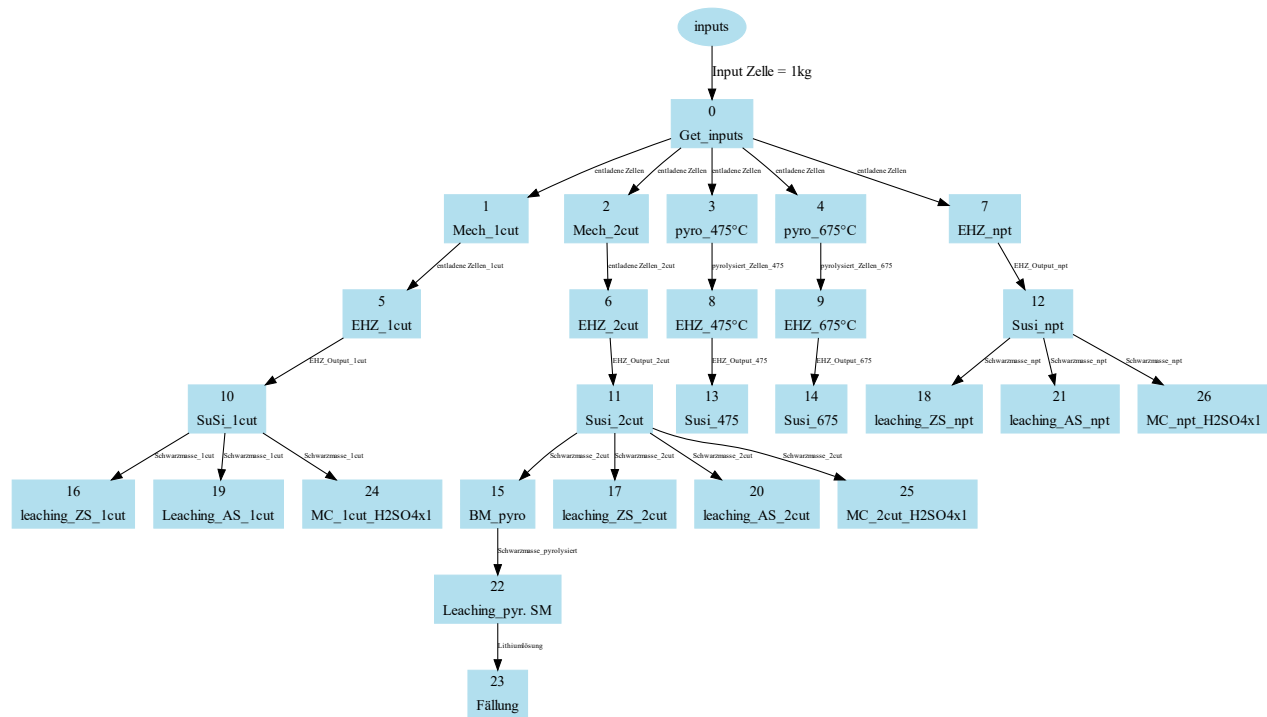 inputs
Input Zelle = 1kg
0
Get_inputs
entladene Zellen
entladene Zellen
entladene Zellen
entladene Zellen
entladene Zellen
1
Mech_1cut
2
Mech_2cut
3
pyro_475°C
4
pyro_675°C
7
EHZ_npt
entladene Zellen_1cut
entladene Zellen_2cut
pyrolysiert_Zellen_475
pyrolysiert_Zellen_675
EHZ_Output_npt
5
EHZ_1cut
6
EHZ_2cut
8
EHZ_475°C
9
EHZ_675°C
12
Susi_npt
EHZ_Output_1cut
EHZ_Output_2cut
EHZ_Output_475
EHZ_Output_675
Schwarzmasse_npt
Schwarzmasse_npt
Schwarzmasse_npt
10
SuSi_1cut
11
Susi_2cut
13
Susi_475
14
Susi_675
18
leaching_ZS_npt
21
leaching_AS_npt
26
MC_npt_H2SO4x1
Schwarzmasse_1cut
Schwarzmasse_1cut
Schwarzmasse_1cut
Schwarzmasse_2cut
Schwarzmasse_2cut
Schwarzmasse_2cut
Schwarzmasse_2cut
16
leaching_ZS_1cut
19
Leaching_AS_1cut
24
MC_1cut_H2SO4x1
15
BM_pyro
17
leaching_ZS_2cut
20
leaching_AS_2cut
25
MC_2cut_H2SO4x1
Schwarzmasse_pyrolysiert
22
Leaching_pyr. SM
Lithiumlösung
23
Fällung